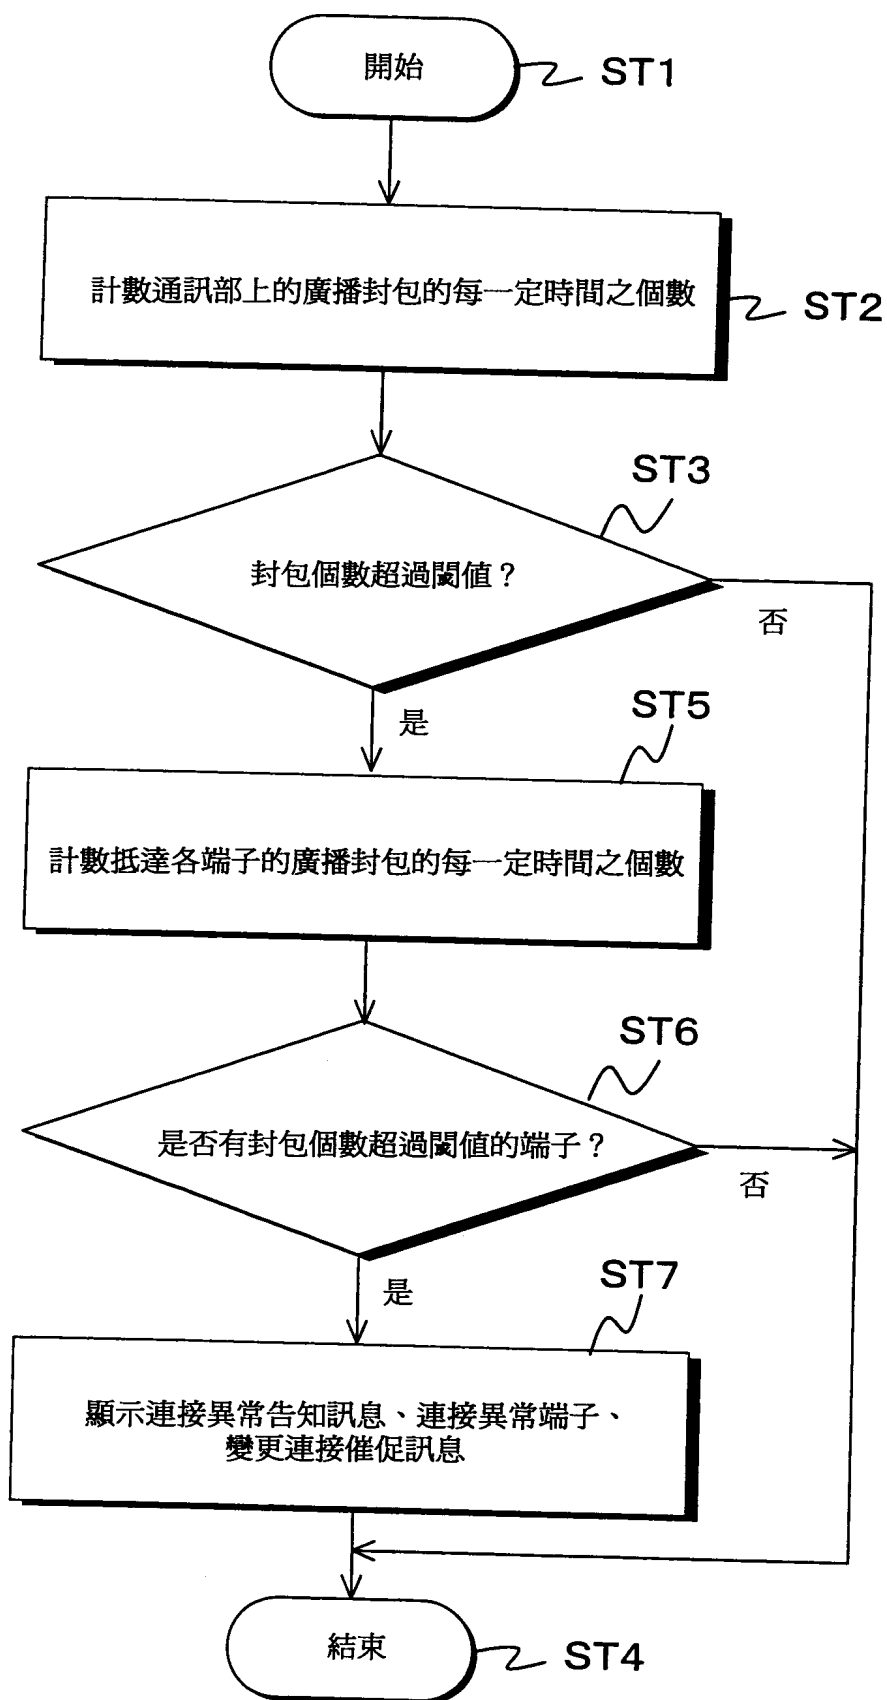 開始
ST1
計數通訊部上的廣播封包的每一定時間之個數
ST2
ST3
封包個數超過閾值？
否
是
ST5
計數抵達各端子的廣播封包的每一定時間之個數
ST6
是否有封包個數超過閾值的端子？
否
是
ST7
顯示連接異常告知訊息、連接異常端子、
變更連接催促訊息
結束
ST4